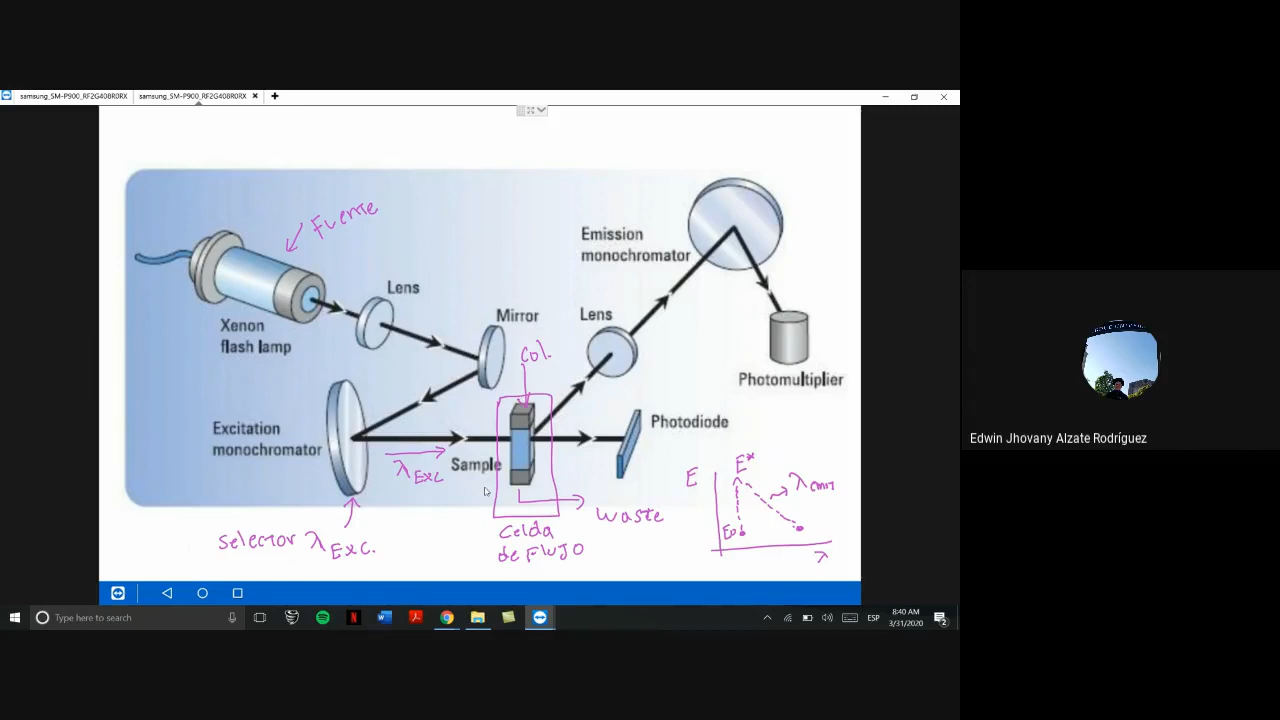 samsung_SM-P900_RF2G408R0RX
samsung_SM-P900_RF2G408R0RX
Fuente
Xenon
flash lamp
Lens
Mirror
Emission
monochromator
Lens
Photomultiplier
Col.
Excitation
monochromator
λ Exc
Sample
Photodiode
Selector λ Exc.
Celda
de Flujo
Waste
E
E*
λ emit
E0
λ
Edwin Jhovany Alzate Rodríguez
Type here to search
ESP
8:40 AM
3/31/2020
2